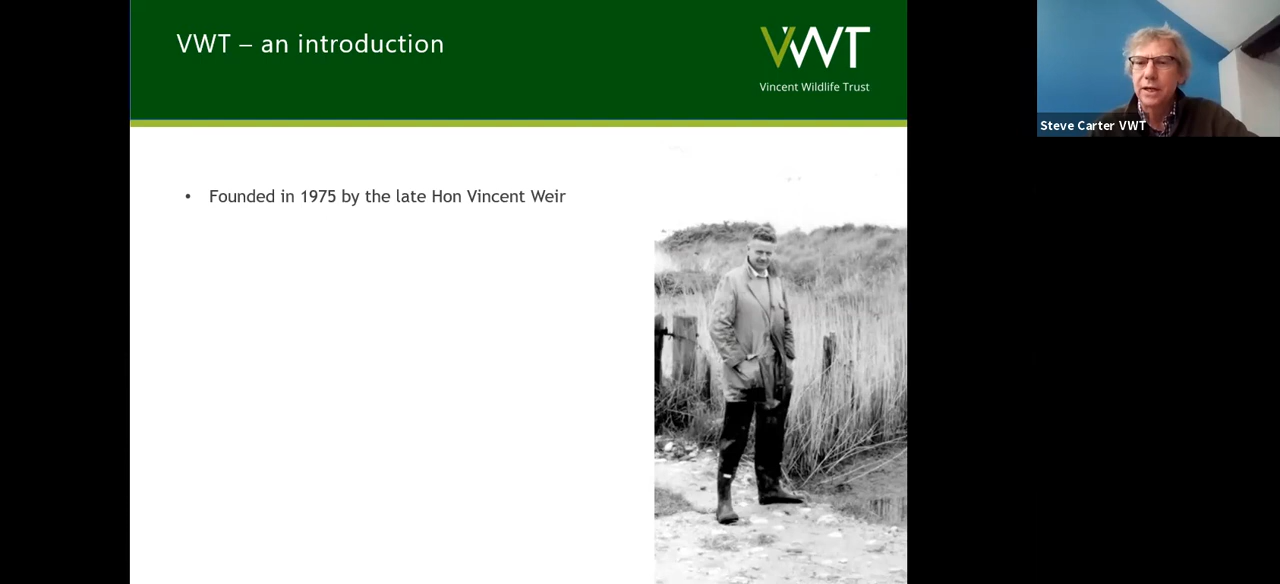 VWT – an introduction
VWT
Vincent Wildlife Trust
Steve Carter VWT
• Founded in 1975 by the late Hon Vincent Weir